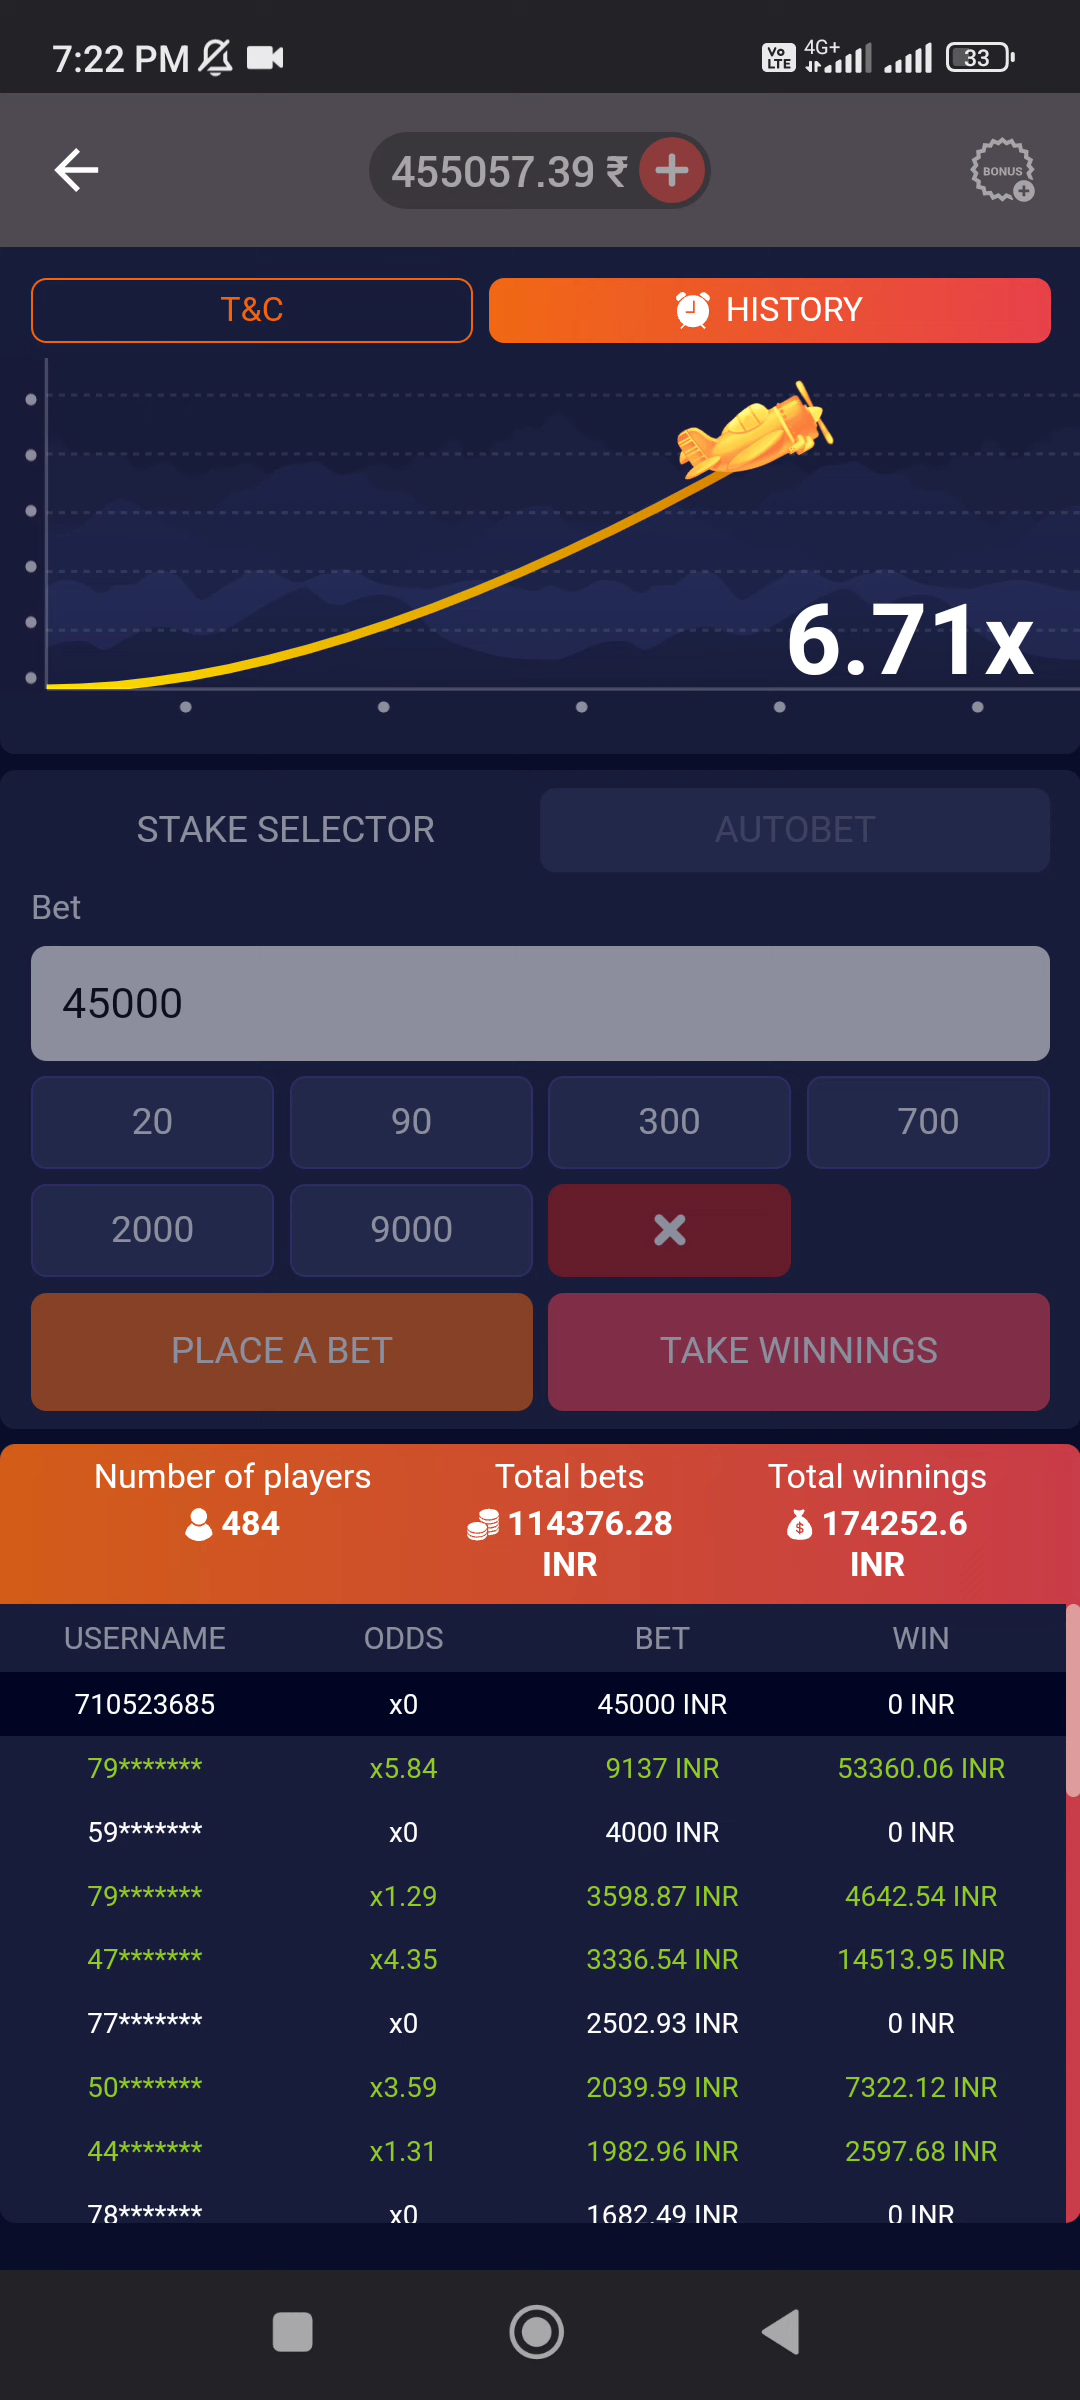 7:22 PM
Vo LTE 4G+ 33
455057.39 ₹
BONUS
T&C
HISTORY
6.71x
STAKE SELECTOR
AUTOBET
Bet
45000
20 90 300 700
2000 9000
PLACE A BET
TAKE WINNINGS
Number of players Total bets Total winnings
484 114376.28 174252.6
INR INR
USERNAME ODDS BET WIN
710523685 x0 45000 INR 0 INR
79******* x5.84 9137 INR 53360.06 INR
59******* x0 4000 INR 0 INR
79******* x1.29 3598.87 INR 4642.54 INR
47******* x4.35 3336.54 INR 14513.95 INR
77******* x0 2502.93 INR 0 INR
50******* x3.59 2039.59 INR 7322.12 INR
44******* x1.31 1982.96 INR 2597.68 INR
78******* x0 1682.49 INR 0 INR